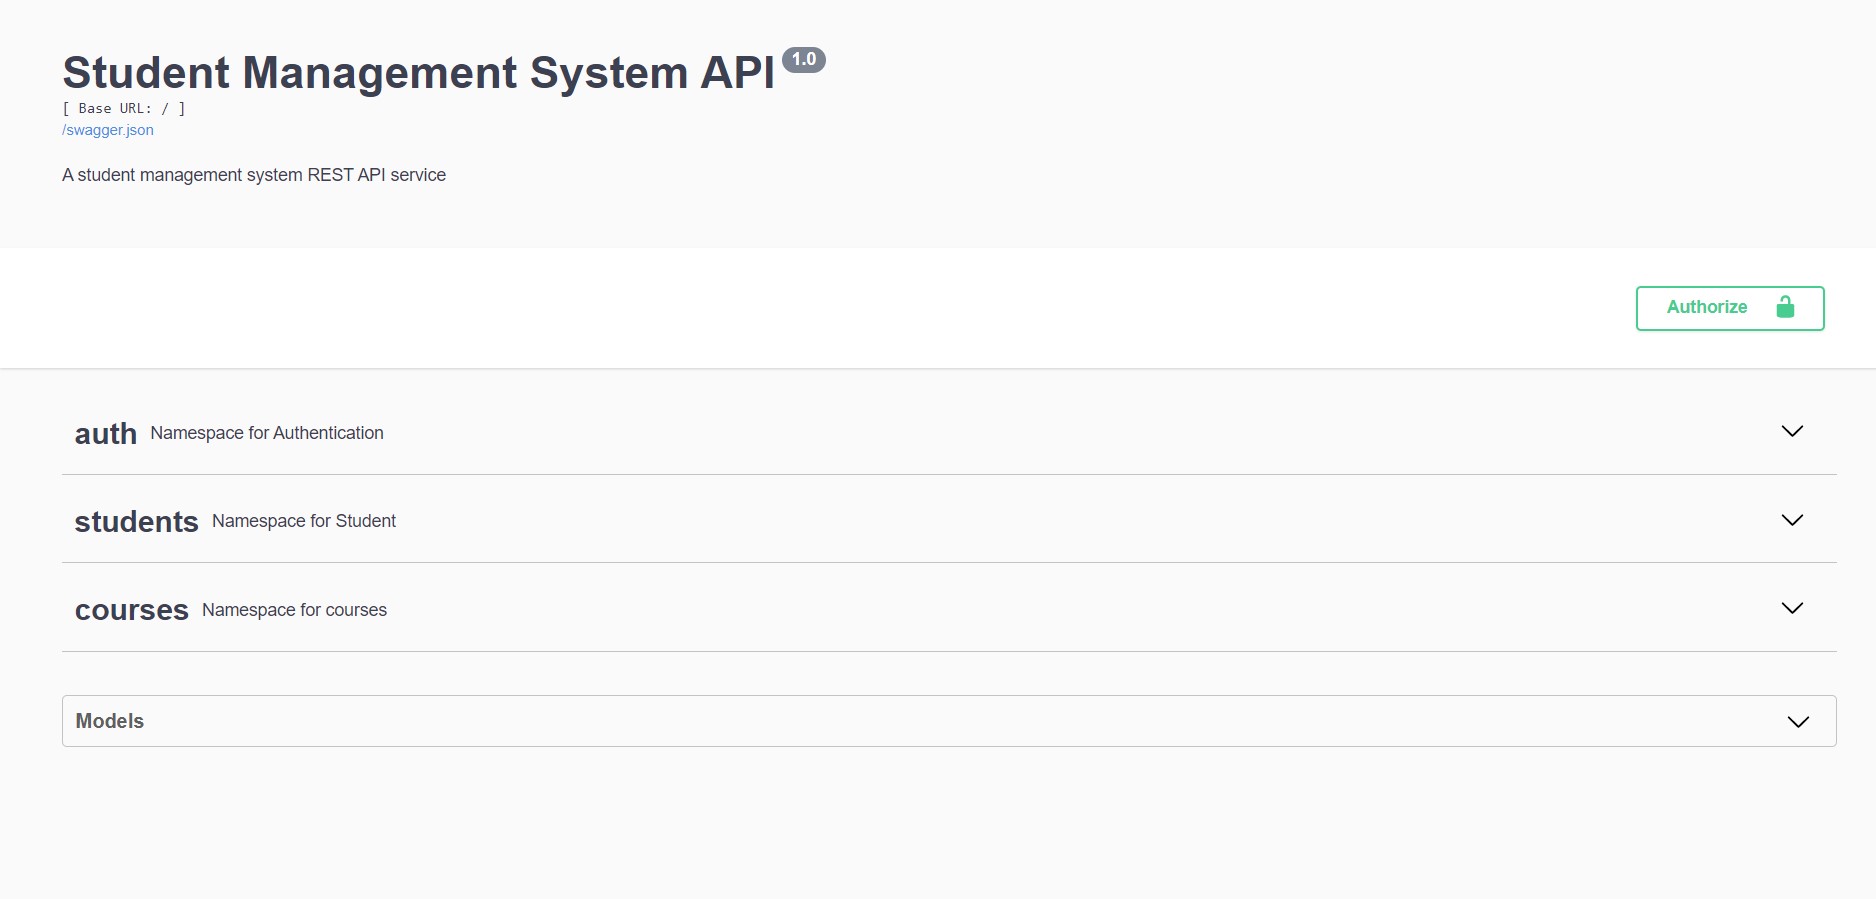 Student Management System API 1.0
[ Base URL: / ]
/swagger.json
A student management system REST API service
Authorize
auth Namespace for Authentication
students Namespace for Student
courses Namespace for courses
Models